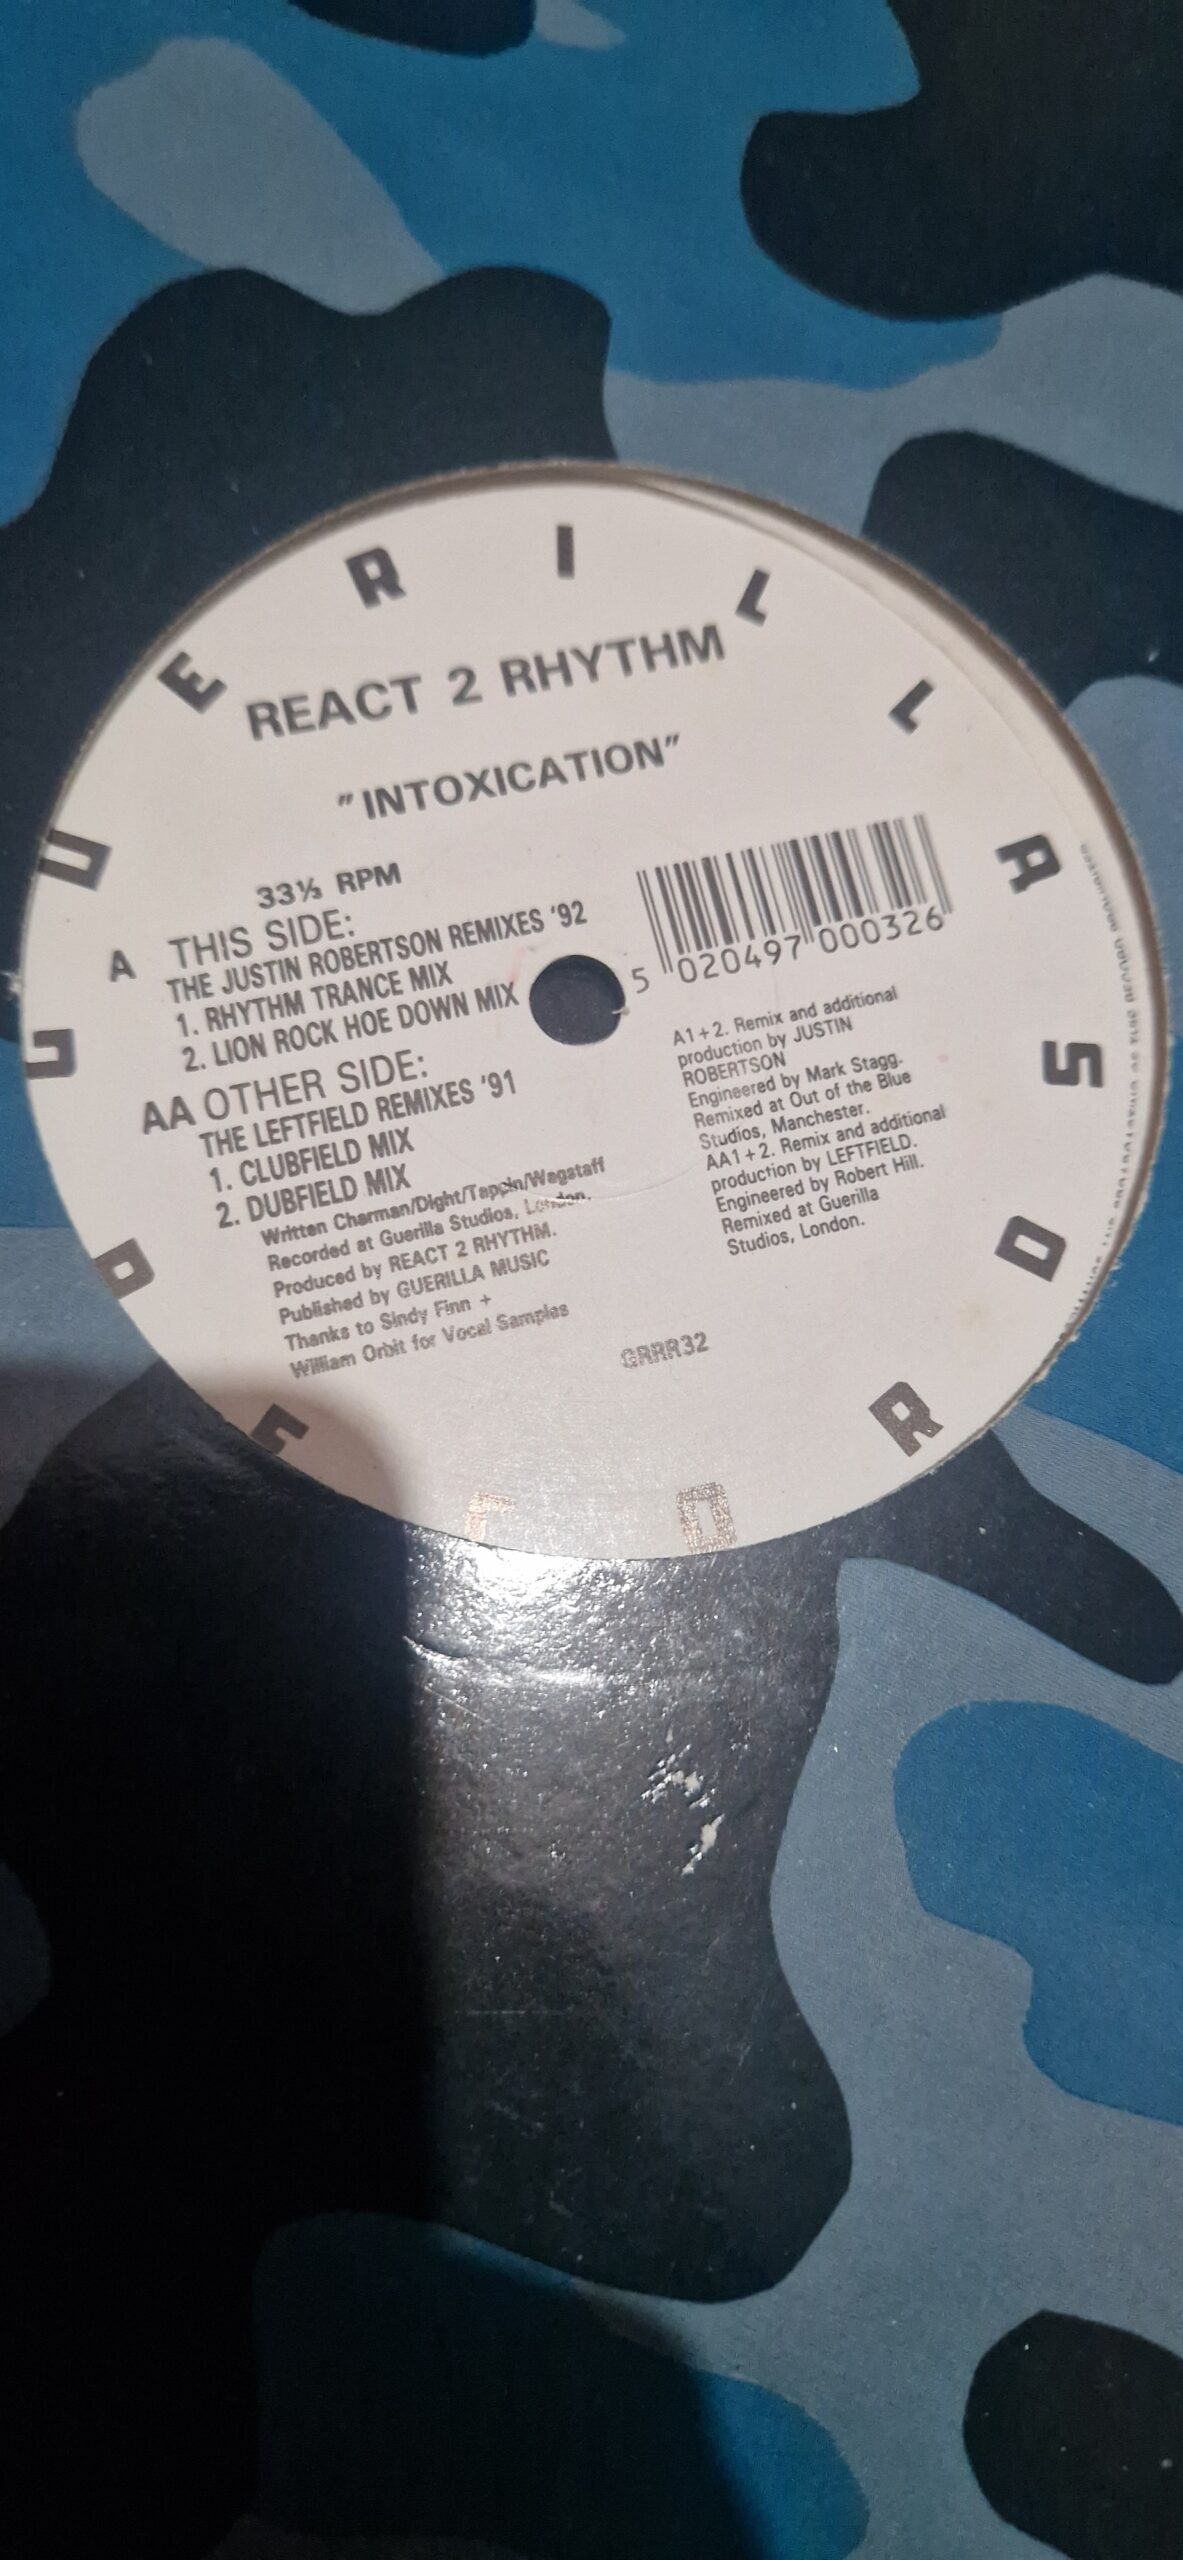 GUERILLA RECORDS
REACT 2 RHYTHM
"INTOXICATION"
33⅓ RPM
A THIS SIDE:
THE JUSTIN ROBERTSON REMIXES '92
1. RHYTHM TRANCE MIX
2. LION ROCK HOE DOWN MIX
AA OTHER SIDE:
THE LEFTFIELD REMIXES '91
1. CLUBFIELD MIX
2. DUBFIELD MIX
Written Charman/Dight/Tappin/Wagstaff
Recorded at Guerilla Studios, London.
Produced by REACT 2 RHYTHM.
Published by GUERILLA MUSIC
Thanks to Sindy Finn +
William Orbit for Vocal Samples
5 020497 000326
A1 + 2. Remix and additional
production by JUSTIN
ROBERTSON
Engineered by Mark Stagg.
Remixed at Out of the Blue
Studios, Manchester.
AA1 + 2. Remix and additional
production by LEFTFIELD.
Engineered by Robert Hill.
Remixed at Guerilla
Studios, London.
GRRR32